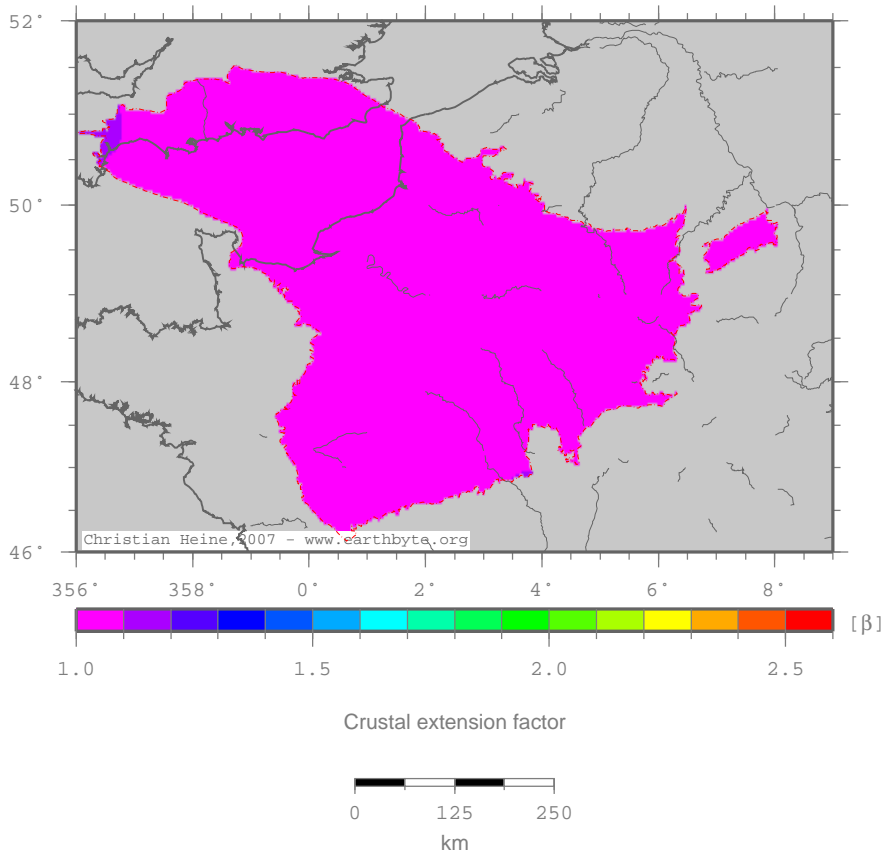 52°
50°
48°
46°
Christian Heine, 2007 - www.earthbyte.org
356° 358° 0° 2° 4° 6° 8°
[β]
1.0 1.5 2.0 2.5
Crustal extension factor
0 125 250
km